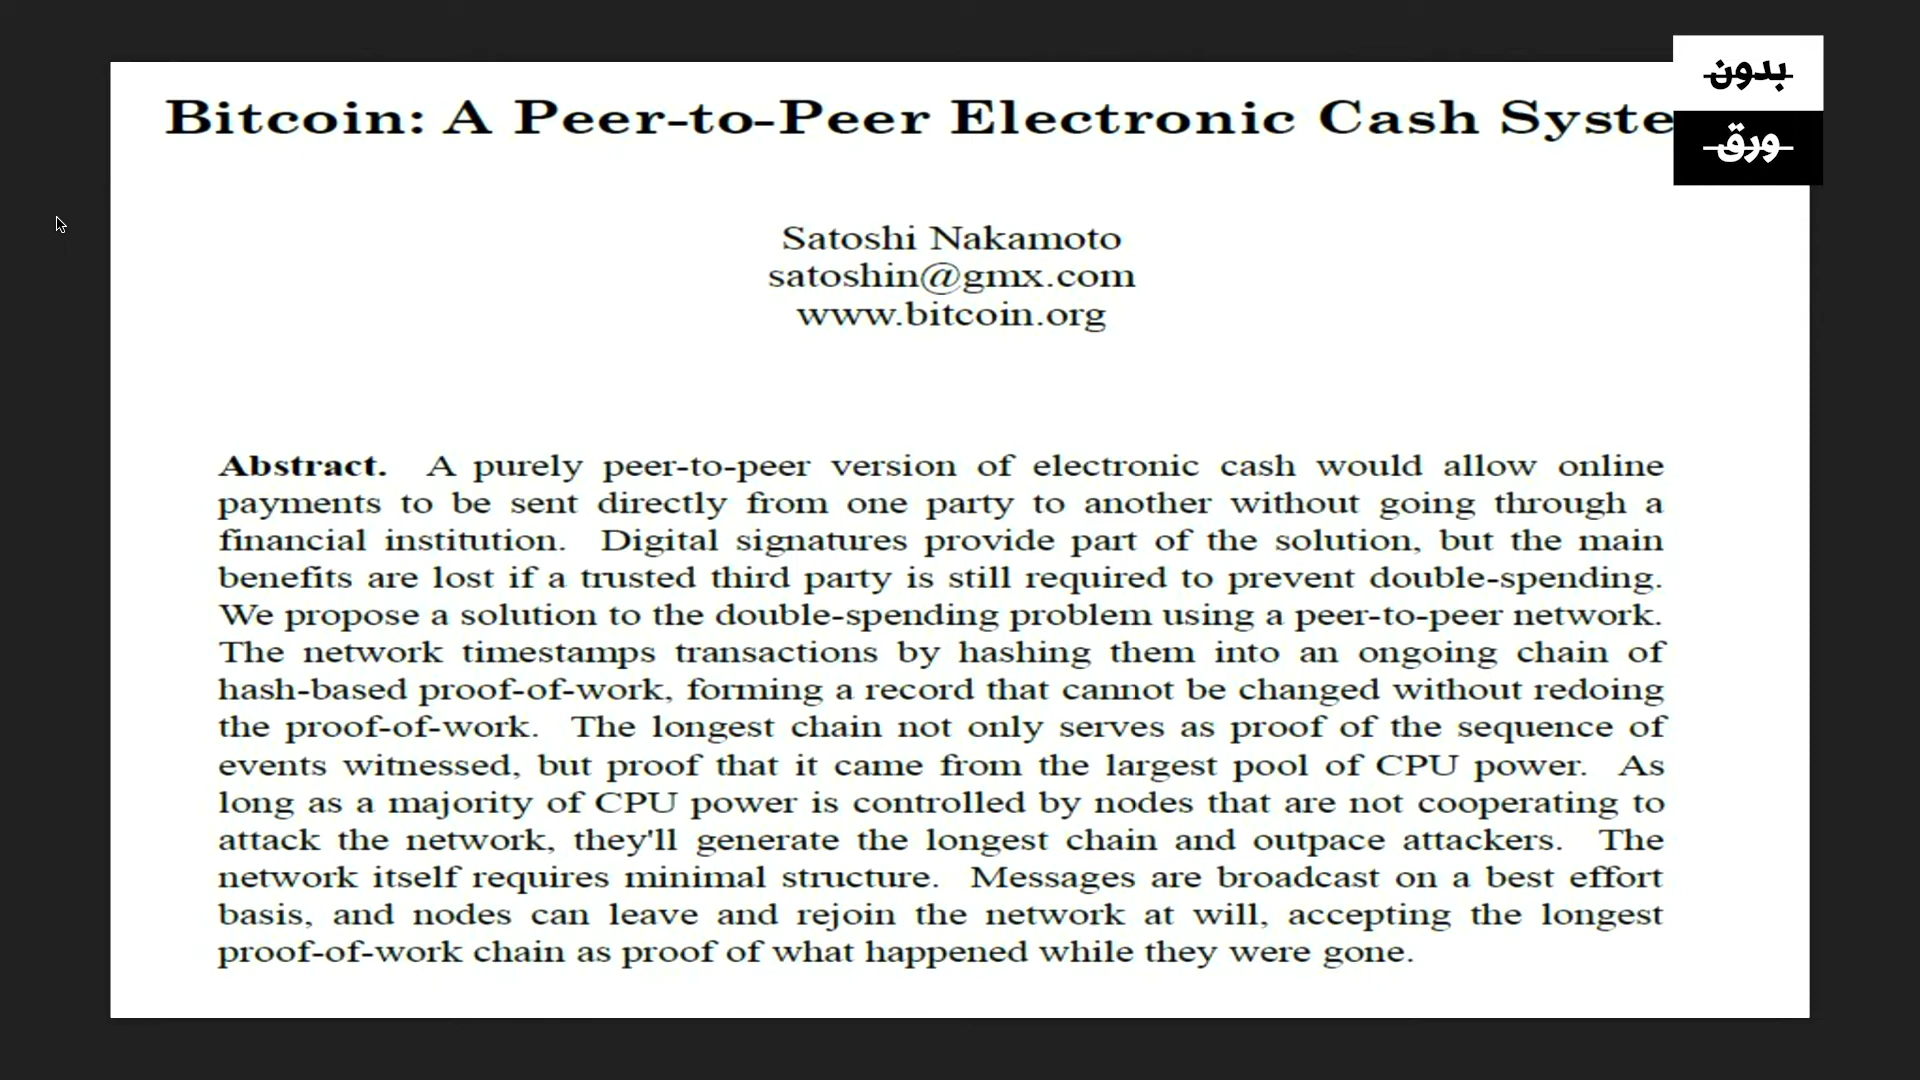 Bitcoin: A Peer-to-Peer Electronic Cash Syste
بدون
ورق
Satoshi Nakamoto
satoshin@gmx.com
www.bitcoin.org
Abstract. A purely peer-to-peer version of electronic cash would allow online
payments to be sent directly from one party to another without going through a
financial institution. Digital signatures provide part of the solution, but the main
benefits are lost if a trusted third party is still required to prevent double-spending.
We propose a solution to the double-spending problem using a peer-to-peer network.
The network timestamps transactions by hashing them into an ongoing chain of
hash-based proof-of-work, forming a record that cannot be changed without redoing
the proof-of-work. The longest chain not only serves as proof of the sequence of
events witnessed, but proof that it came from the largest pool of CPU power. As
long as a majority of CPU power is controlled by nodes that are not cooperating to
attack the network, they'll generate the longest chain and outpace attackers. The
network itself requires minimal structure. Messages are broadcast on a best effort
basis, and nodes can leave and rejoin the network at will, accepting the longest
proof-of-work chain as proof of what happened while they were gone.